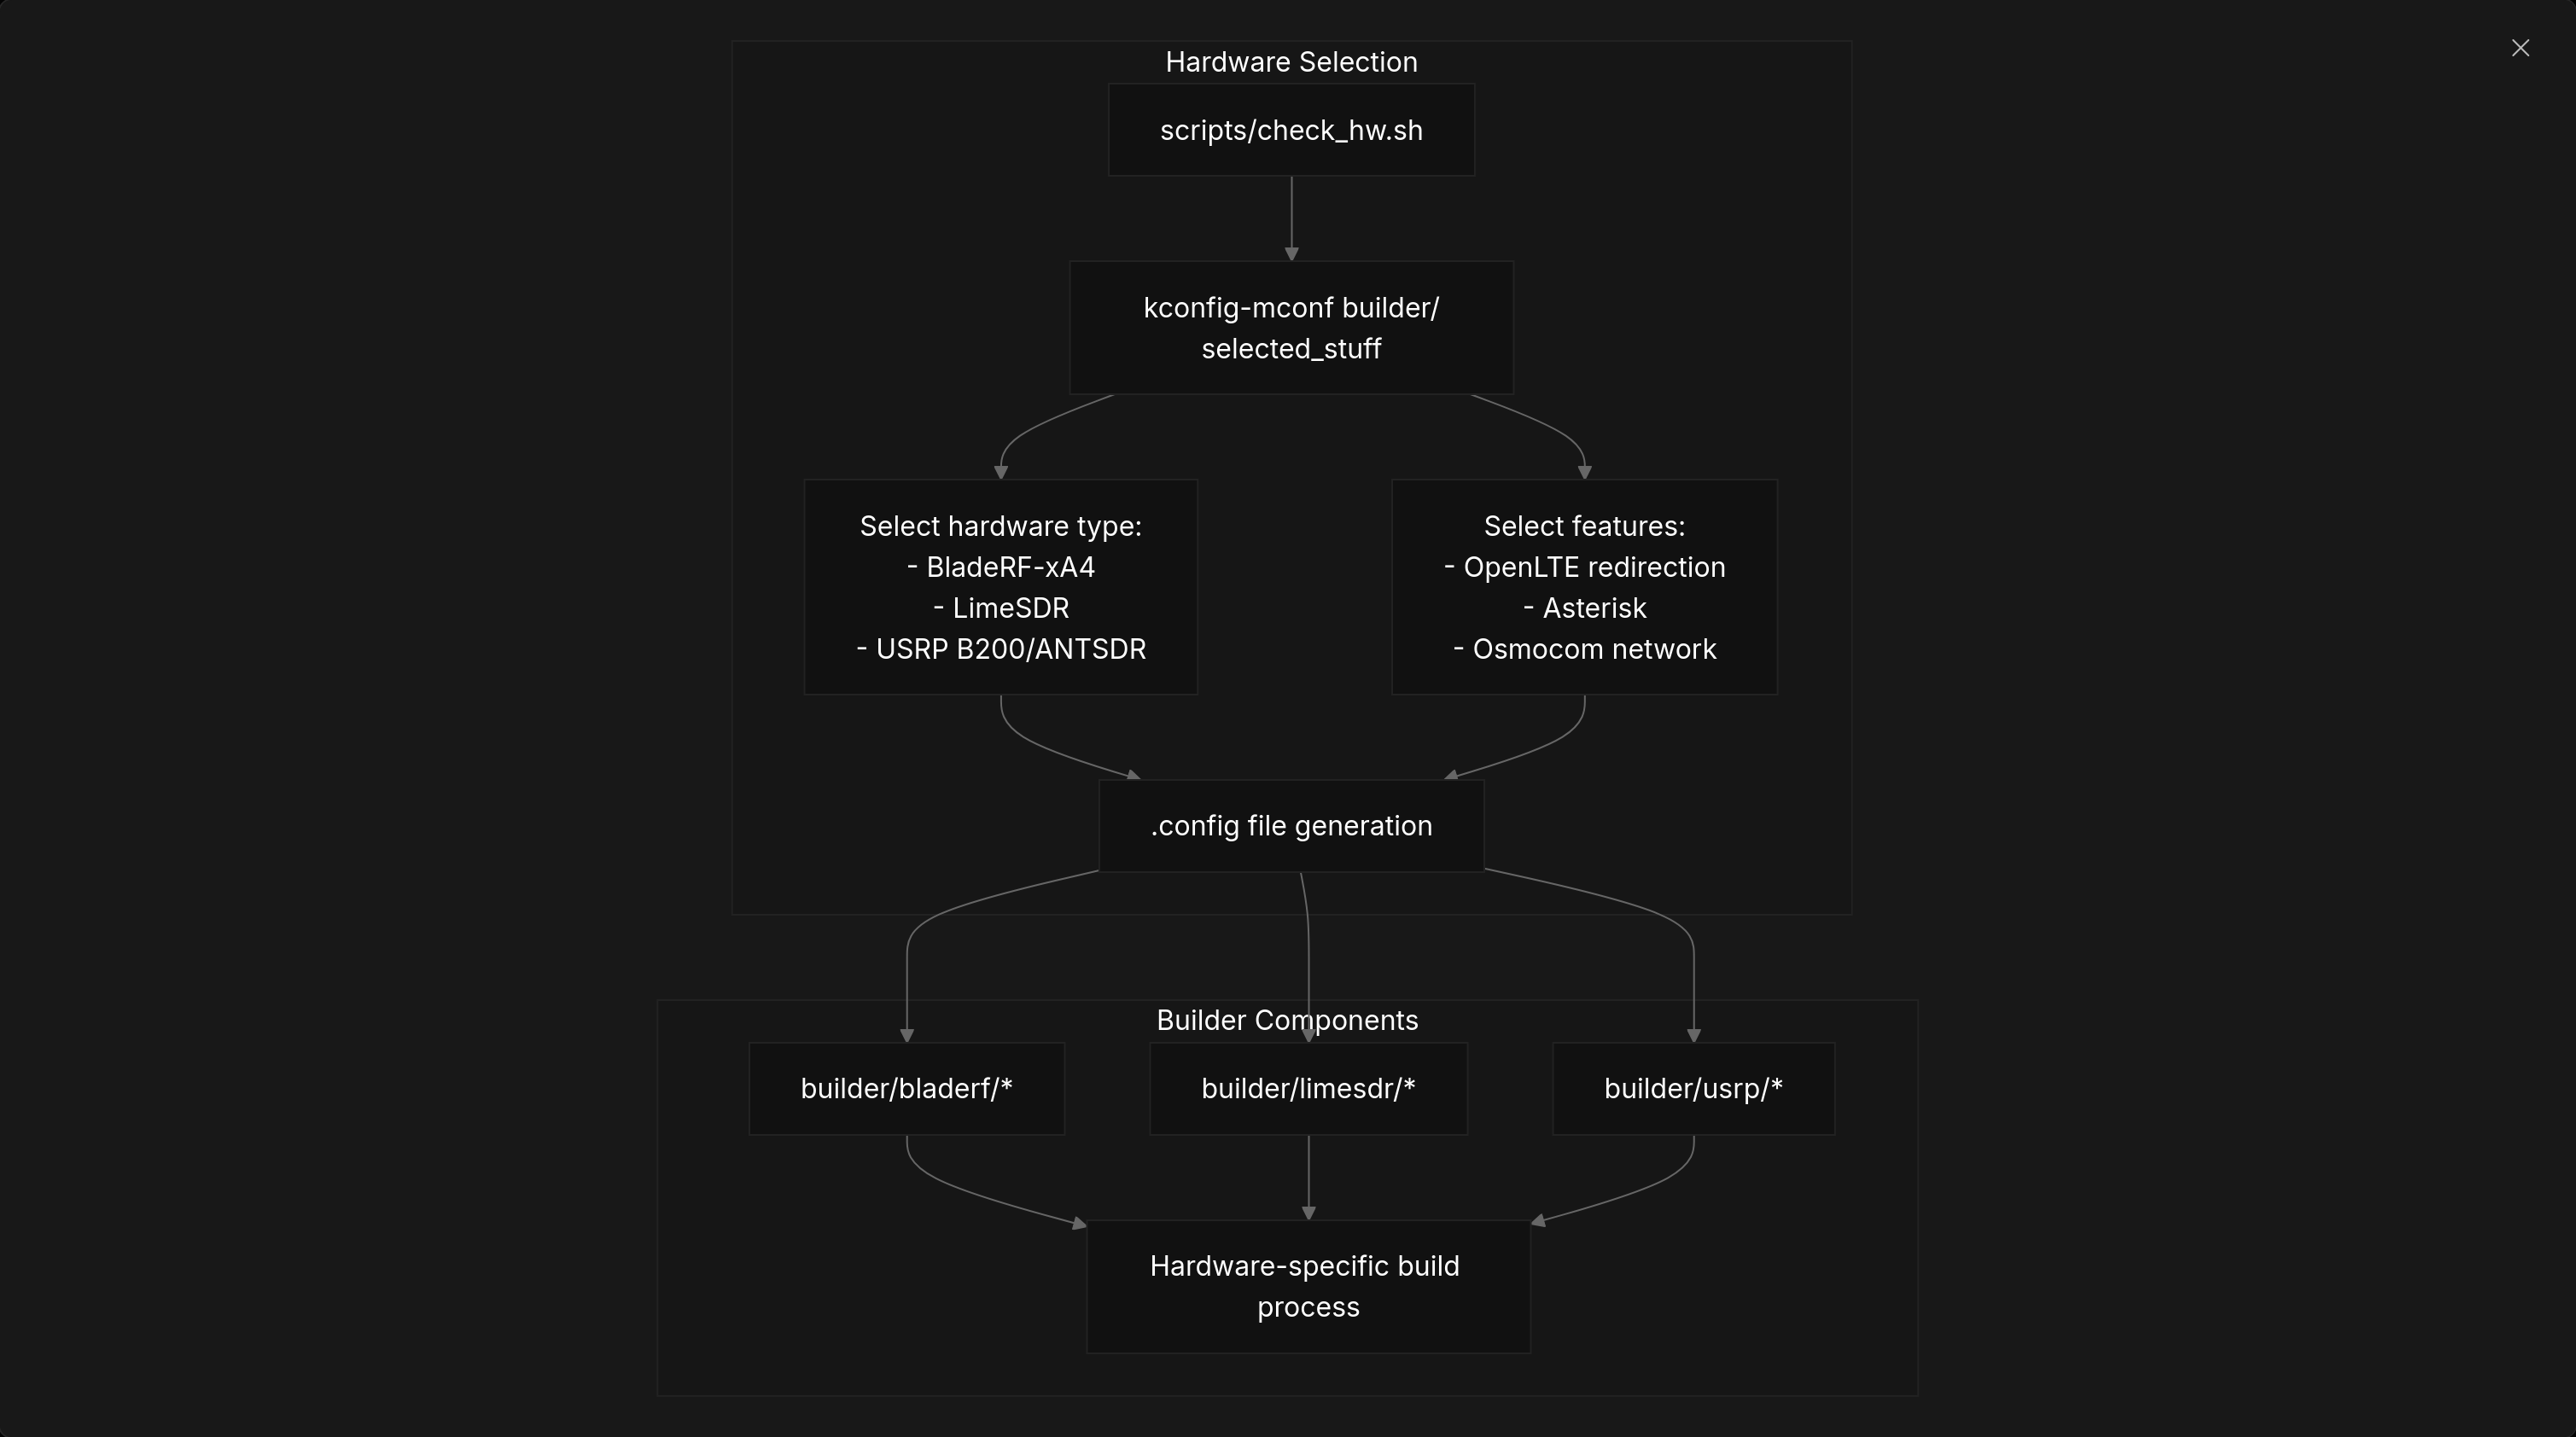 Hardware Selection
scripts/check_hw.sh
kconfig-mconf builder/
selected_stuff
Select hardware type:
- BladeRF-xA4
- LimeSDR
- USRP B200/ANTSDR
Select features:
- OpenLTE redirection
- Asterisk
- Osmocom network
.config file generation
Builder Components
builder/bladerf/*
builder/limesdr/*
builder/usrp/*
Hardware-specific build
process